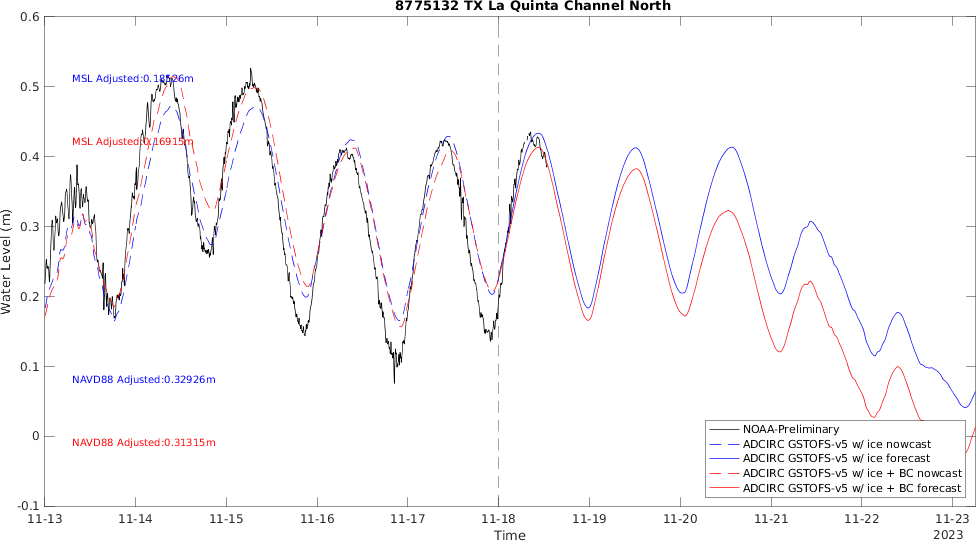 8775132 TX La Quinta Channel North
0.6
0.5
0.4
0.3
0.2
0.1
0
-0.1
Water Level (m)
MSL Adjusted:0.18526m
MSL Adjusted:0.16915m
NAVD88 Adjusted:0.32926m
NAVD88 Adjusted:0.31315m
NOAA-Preliminary
ADCIRC GSTOFS-v5 w/ ice nowcast
ADCIRC GSTOFS-v5 w/ ice forecast
ADCIRC GSTOFS-v5 w/ ice + BC nowcast
ADCIRC GSTOFS-v5 w/ ice + BC forecast
11-13 11-14 11-15 11-16 11-17 11-18 11-19 11-20 11-21 11-22 11-23
Time
2023